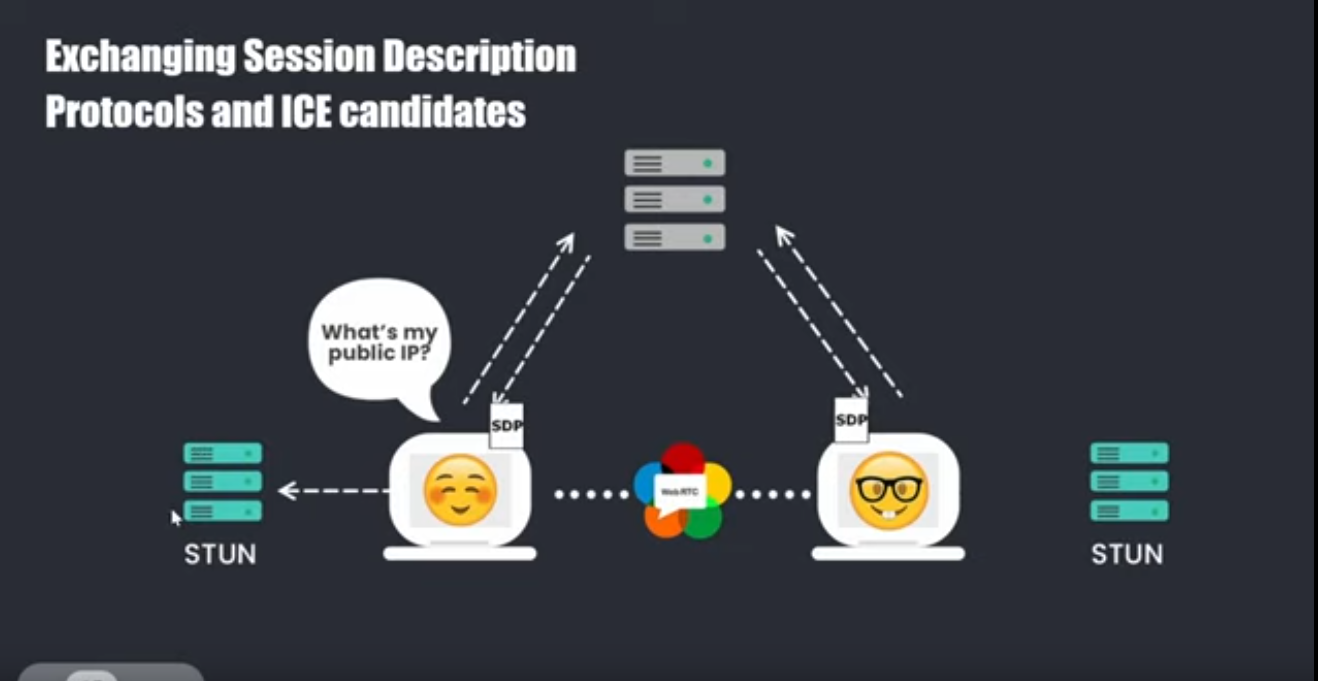 Exchanging Session Description
Protocols and ICE candidates
What's my
public IP?
SDP
SDP
WebRTC
STUN
STUN